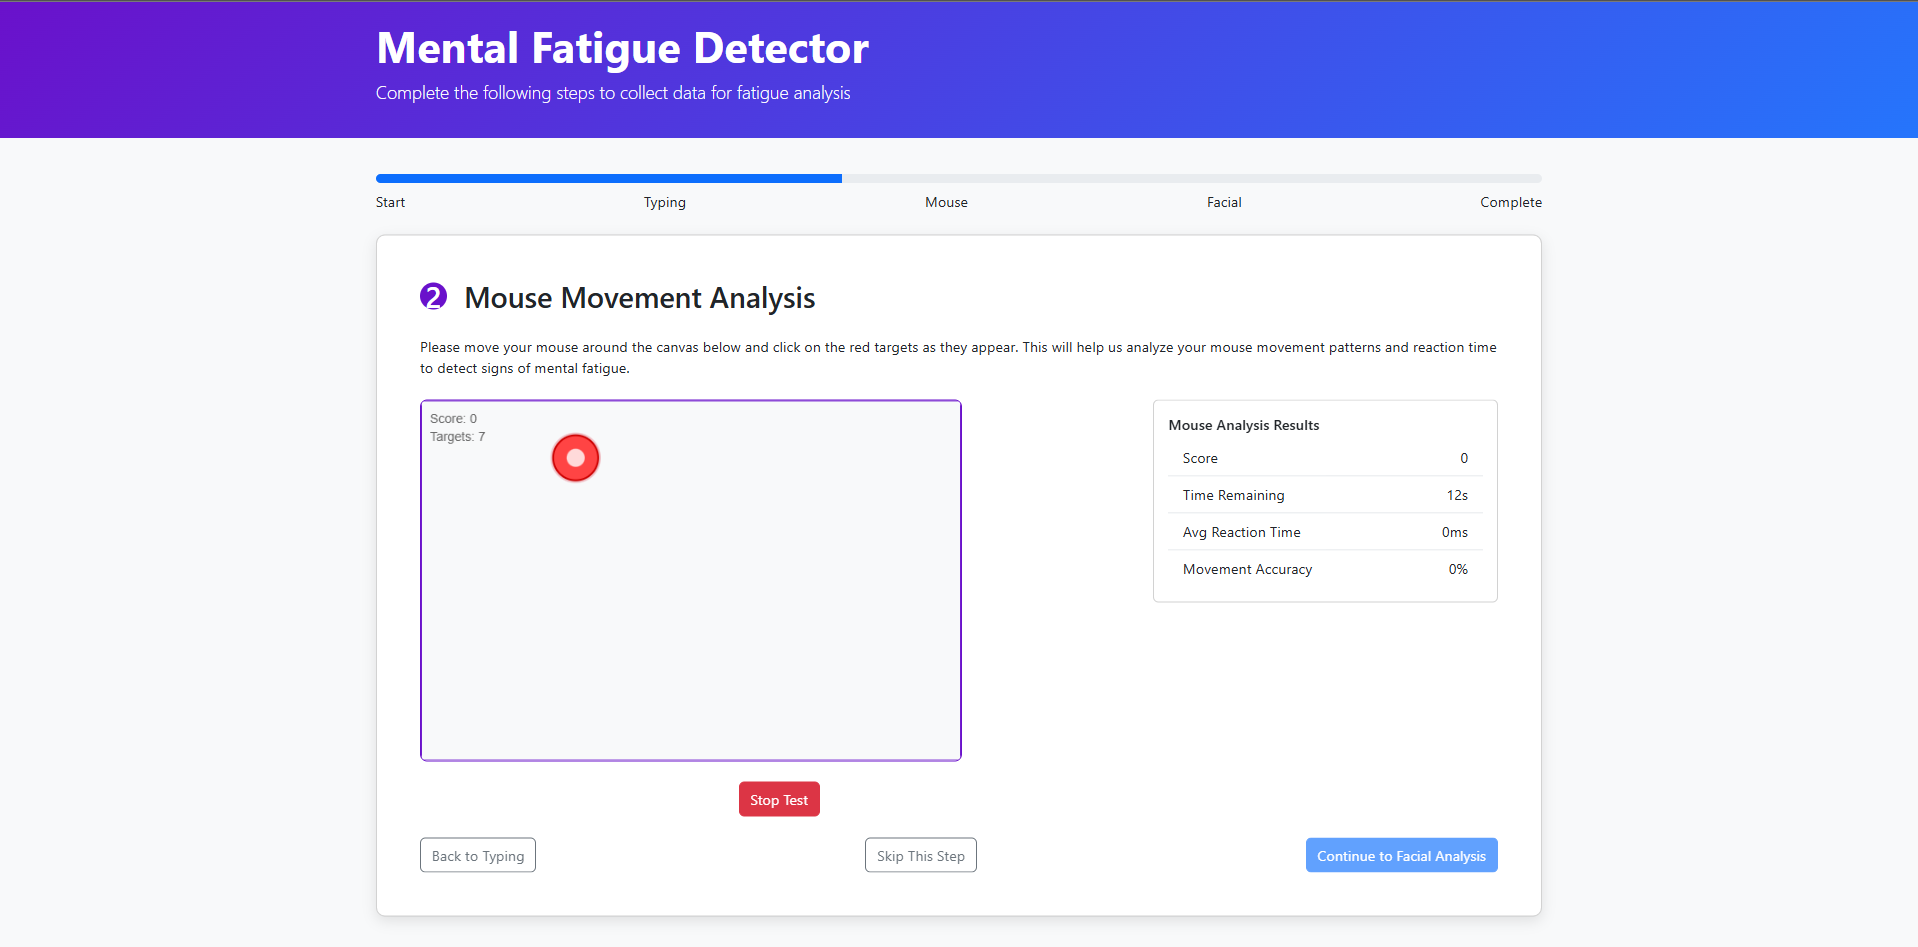 Mental Fatigue Detector
Complete the following steps to collect data for fatigue analysis
Start Typing Mouse Facial Complete
2 Mouse Movement Analysis
Please move your mouse around the canvas below and click on the red targets as they appear. This will help us analyze your mouse movement patterns and reaction time
to detect signs of mental fatigue.
Score: 0
Targets: 7
Mouse Analysis Results
Score 0
Time Remaining 12s
Avg Reaction Time 0ms
Movement Accuracy 0%
Stop Test
Back to Typing
Skip This Step
Continue to Facial Analysis